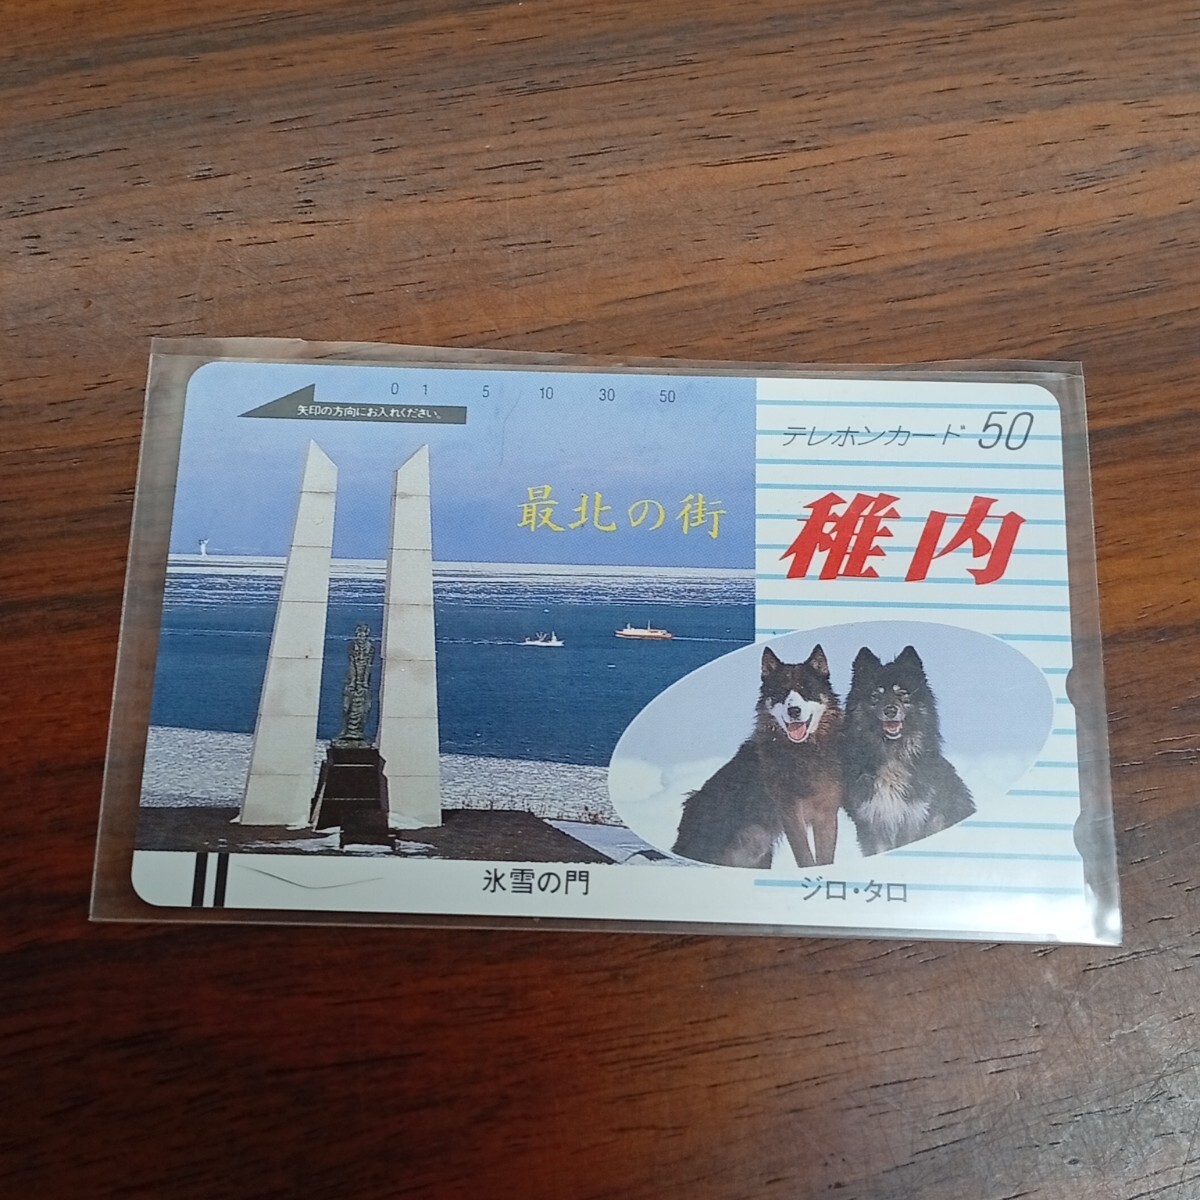 0 1 5 10 30 50
矢印の方向にお入れください。
テレホンカード 50
最北の街
稚内
氷雪の門
ジロ・タロ